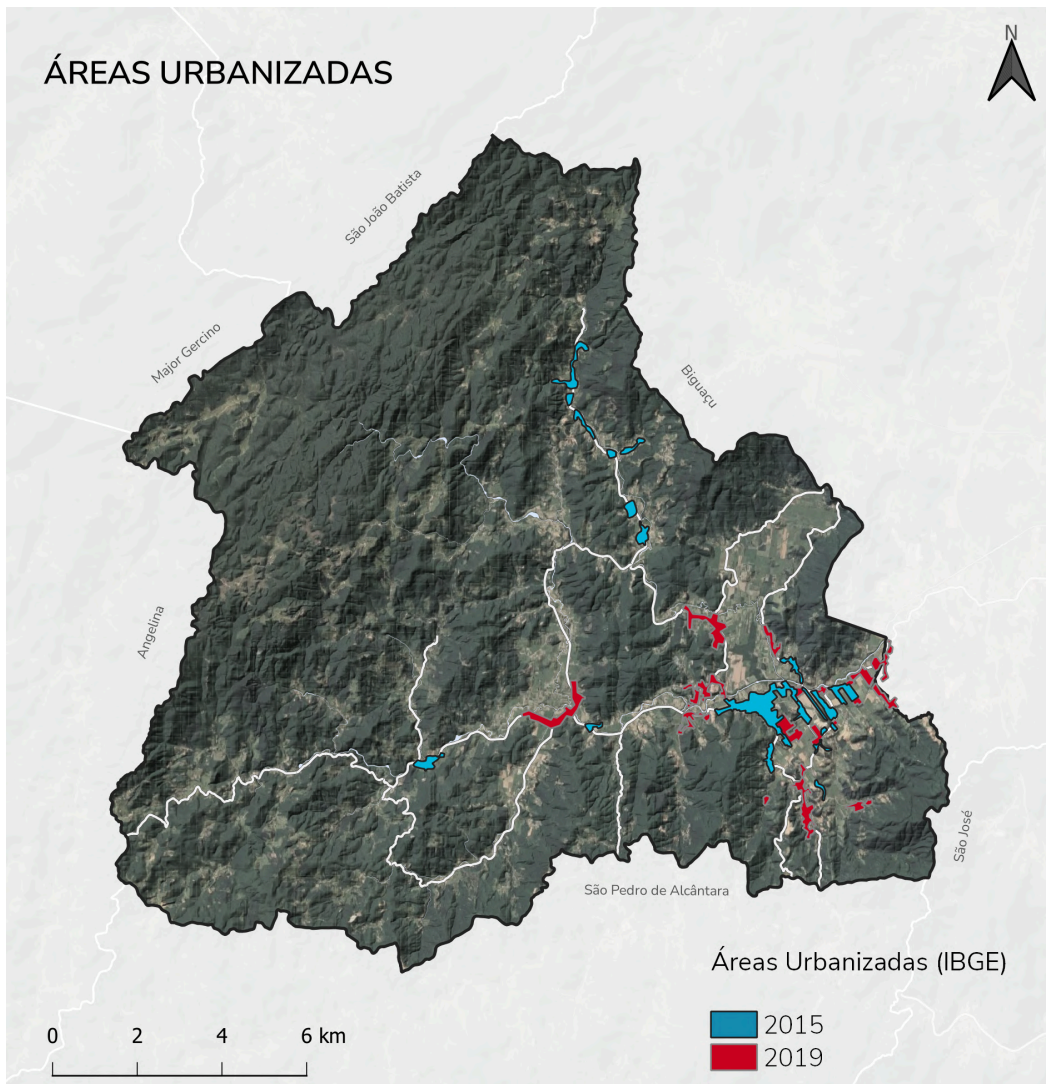 N
ÁREAS URBANIZADAS
São João Batista
Major Gercino
Biguaçu
Angelina
São José
São Pedro de Alcântara
Áreas Urbanizadas (IBGE)
0 2 4 6 km
2015
2019